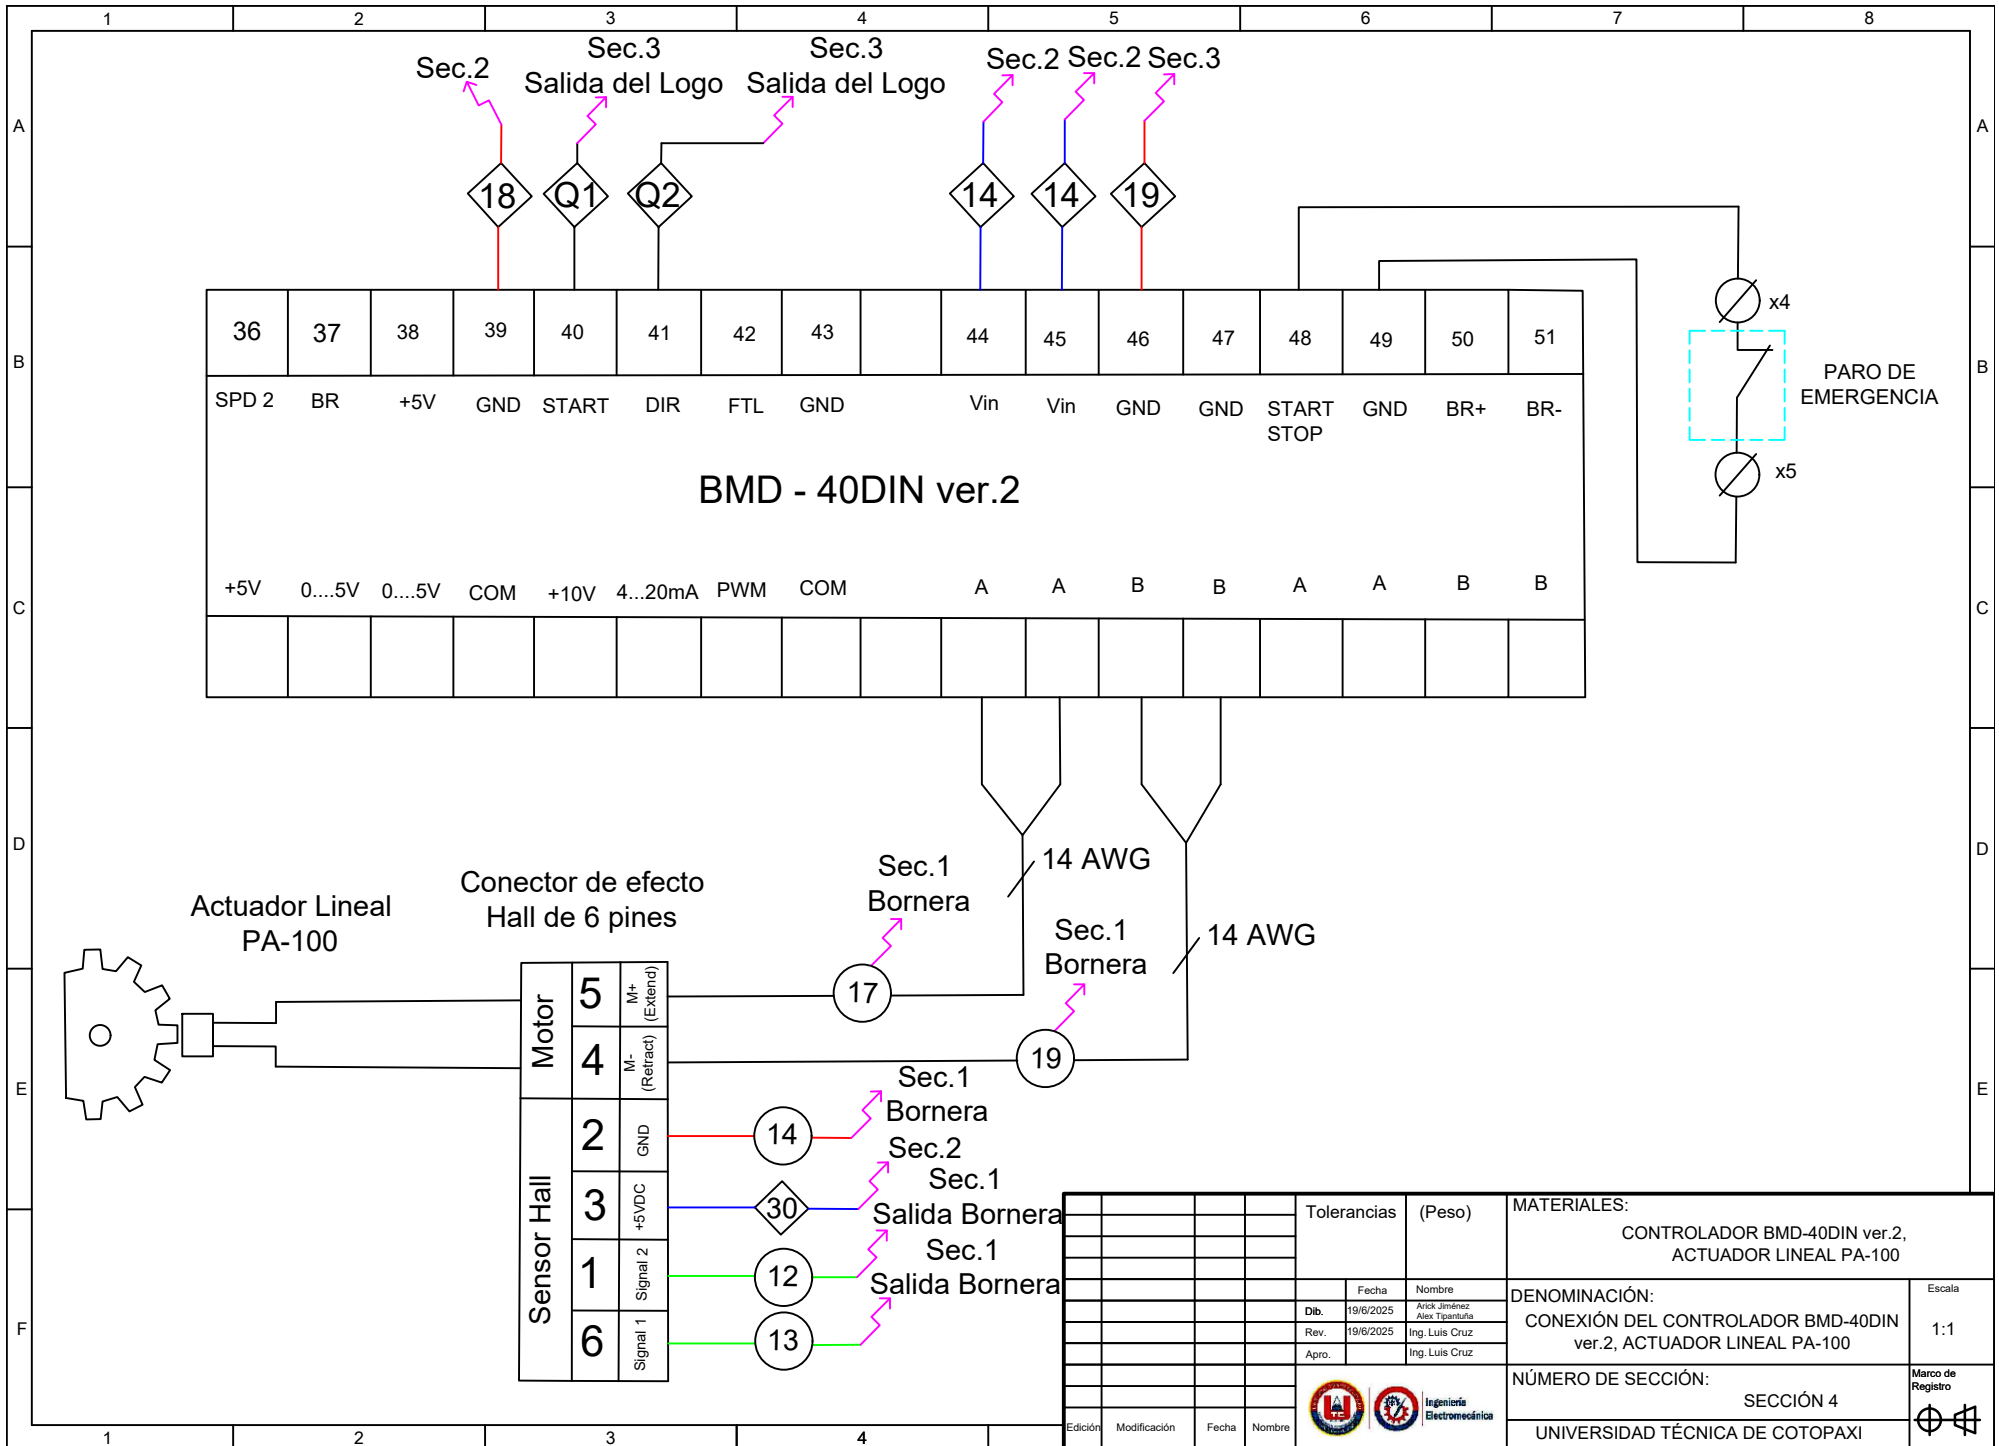 1 2 3 4 5 6 7 8
Sec.2
Sec.3
Salida del Logo
Sec.3
Salida del Logo
Sec.2 Sec.2 Sec.3
A A
18 Q1 Q2 14 14 19
x4
36 37 38 39 40 41 42 43 44 45 46 47 48 49 50 51
B B
PARO DE
EMERGENCIA
SPD 2 BR +5V GND START DIR FTL GND Vin Vin GND GND START
STOP GND BR+ BR-
x5
BMD - 40DIN ver.2
+5V 0....5V 0....5V COM +10V 4...20mA PWM COM A A B B A A B B
C C
D D
14 AWG
Sec.1
Bornera
14 AWG
Sec.1
Bornera
Actuador Lineal
PA-100
Conector de efecto
Hall de 6 pines
Motor
5 M+
(Extend)
17
4 M-
(Retract)
19
E E
Sensor Hall
2 GND 14
Sec.1
Bornera
3 +5VDC 30
Sec.2
1 Signal 2 12
Sec.1
Salida Bornera
6 Signal 1 13
Sec.1
Salida Bornera
F
Tolerancias (Peso)
MATERIALES:
CONTROLADOR BMD-40DIN ver.2,
ACTUADOR LINEAL PA-100
Fecha Nombre
Dib. 19/6/2025 Arick Jiménez
Alex Tipantuña
Rev. 19/6/2025 Ing. Luis Cruz
Apro. Ing. Luis Cruz
DENOMINACIÓN:
CONEXIÓN DEL CONTROLADOR BMD-40DIN
ver.2, ACTUADOR LINEAL PA-100
Escala
1:1
NÚMERO DE SECCIÓN:
SECCIÓN 4
Marco de
Registro
Ingeniería
Electromecánica
Edición Modificación Fecha Nombre
UNIVERSIDAD TÉCNICA DE COTOPAXI
1 2 3 4